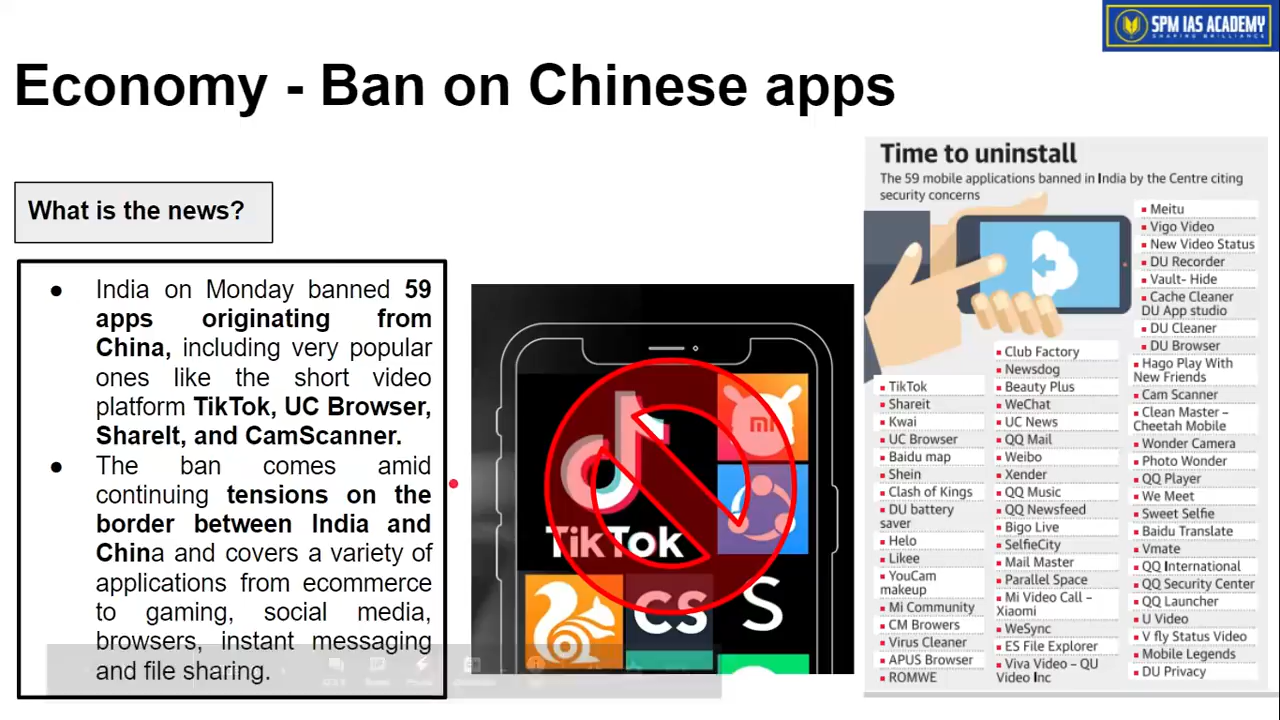 SPM IAS ACADEMY
SHAPING BRILLIANCE
Economy - Ban on Chinese apps
What is the news?
● India on Monday banned 59
apps originating from
China, including very popular
ones like the short video
platform TikTok, UC Browser,
ShareIt, and CamScanner.
● The ban comes amid
continuing tensions on the
border between India and
China and covers a variety of
applications from ecommerce
to gaming, social media,
browsers, instant messaging
and file sharing.
TikTok
mi
CS
S
Time to uninstall
The 59 mobile applications banned in India by the Centre citing
security concerns
TikTok
Shareit
Kwai
UC Browser
Baidu map
Shein
Clash of Kings
DU battery
saver
Helo
Likee
YouCam
makeup
Mi Community
CM Browers
Virus Cleaner
APUS Browser
ROMWE
Club Factory
Newsdog
Beauty Plus
WeChat
UC News
QQ Mail
Weibo
Xender
QQ Music
QQ Newsfeed
Bigo Live
SelfieCity
Mail Master
Parallel Space
Mi Video Call –
Xiaomi
WeSync
ES File Explorer
Viva Video – QU
Video Inc
Meitu
Vigo Video
New Video Status
DU Recorder
Vault- Hide
Cache Cleaner
DU App studio
DU Cleaner
DU Browser
Hago Play With
New Friends
Cam Scanner
Clean Master –
Cheetah Mobile
Wonder Camera
Photo Wonder
QQ Player
We Meet
Sweet Selfie
Baidu Translate
Vmate
QQ International
QQ Security Center
QQ Launcher
U Video
V fly Status Video
Mobile Legends
DU Privacy